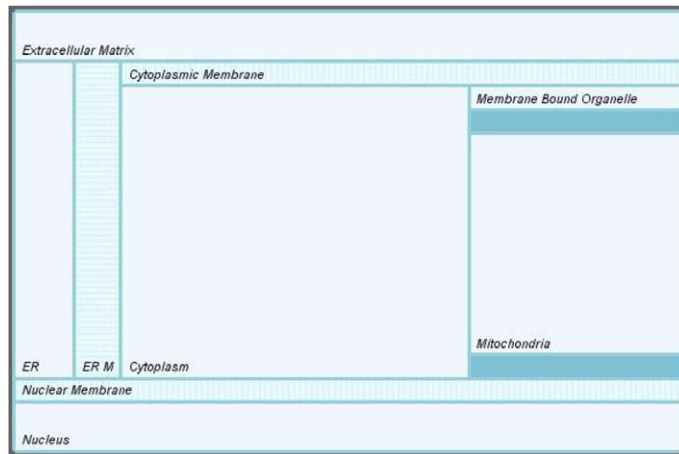 Extracellular Matrix
Cytoplasmic Membrane
Membrane Bound Organelle
Mitochondria
ER
ER M
Cytoplasm
Nuclear Membrane
Nucleus